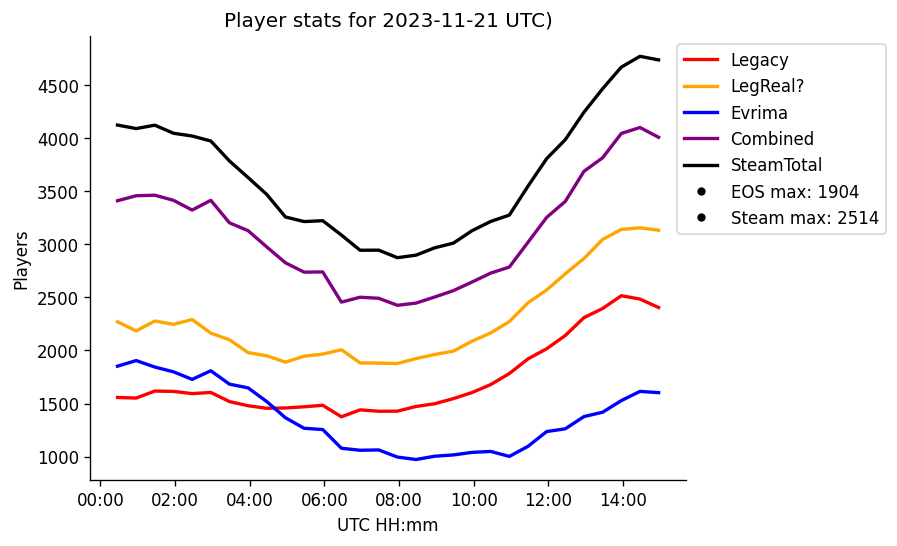 Player stats for 2023-11-21 UTC)
Legacy
LegReal?
Evrima
Combined
SteamTotal
EOS max: 1904
Steam max: 2514
Players
4500
4000
3500
3000
2500
2000
1500
1000
00:00 02:00 04:00 06:00 08:00 10:00 12:00 14:00
UTC HH:mm